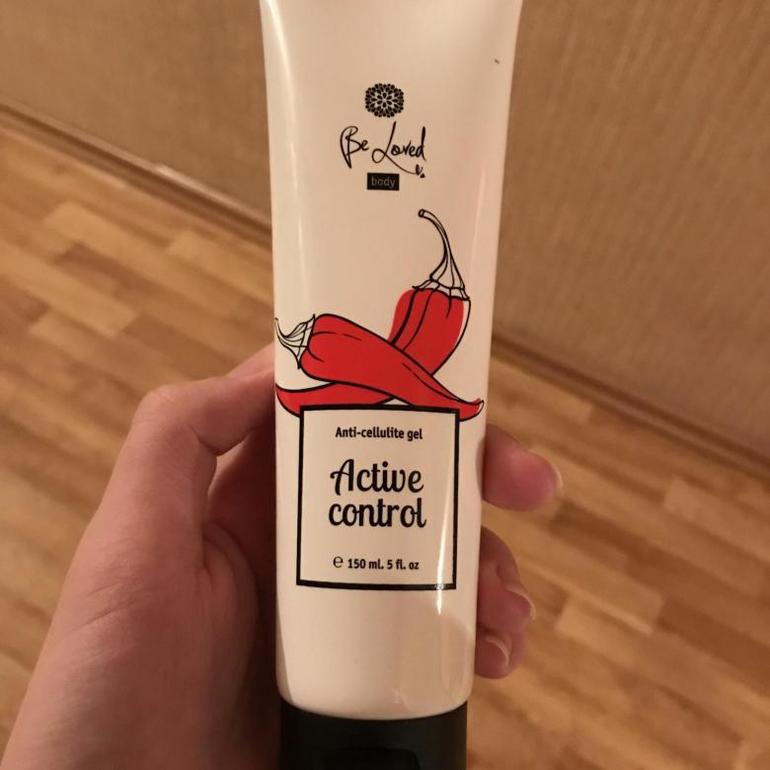 Be Loved
body
Anti-cellulite gel
Active
control
℮ 150 ml. 5 fl. oz